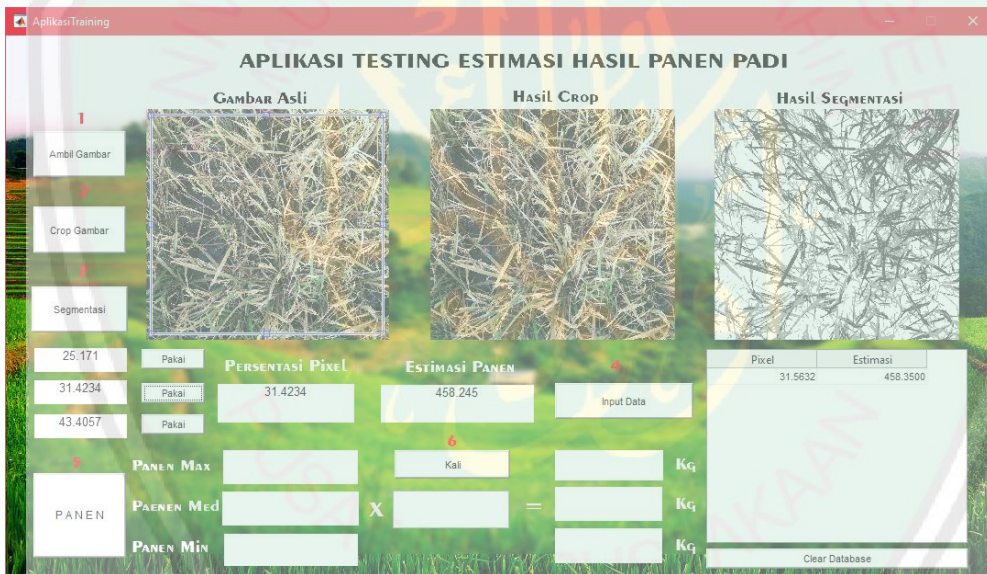 AplikasiTraining
APLIKASI TESTING ESTIMASI HASIL PANEN PADI
Gambar Asli
Hasil Crop
Hasil Segmentasi
1
Ambil Gambar
Crop Gambar
Segmentasi
25.171
Pakai
31.4234
Pakai
43.4057
Pakai
Persentasi Pixel
31.4234
Estimasi Panen
458.245
4
Input Data
Pixel Estimasi
31.5632 458.3500
5
PANEN
Panen Max
6
Kali
Kg
Paenen Med
X
=
Kg
Panen Min
Kg
Clear Database